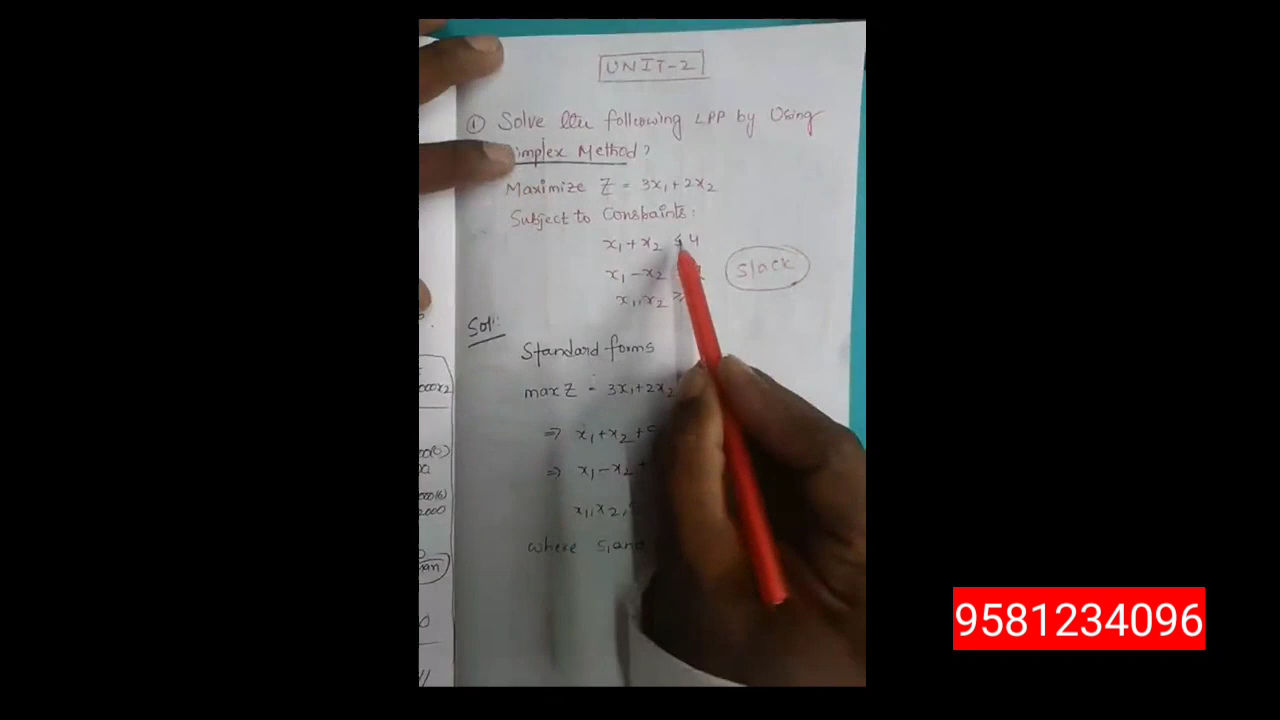 UNIT-2
① Solve the following LPP by Using
Simplex Method?
Maximize Z = 3x₁ + 2x₂
Subject to Constraints:
x₁ + x₂ ≤ 4
x₁ - x₂
Slack
x₁, x₂ ≥
Sol:
Standard forms
max Z = 3x₁ + 2x₂
⇒ x₁ + x₂ +
⇒ x₁ - x₂ +
x₁, x₂,
where S₁ and
9581234096